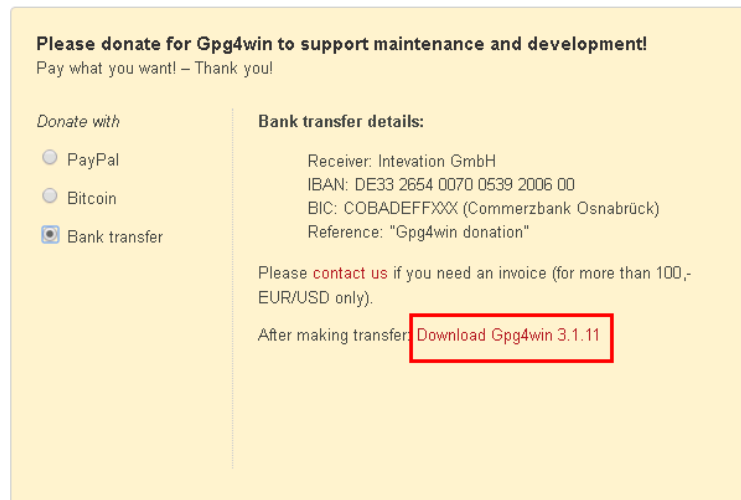 Please donate for Gpg4win to support maintenance and development!
Pay what you want! – Thank you!
Donate with
PayPal
Bitcoin
Bank transfer
Bank transfer details:
Receiver: Intevation GmbH
IBAN: DE33 2654 0070 0539 2006 00
BIC: COBADEFFXXX (Commerzbank Osnabrück)
Reference: "Gpg4win donation"
Please contact us if you need an invoice (for more than 100,-
EUR/USD only).
After making transfer: Download Gpg4win 3.1.11